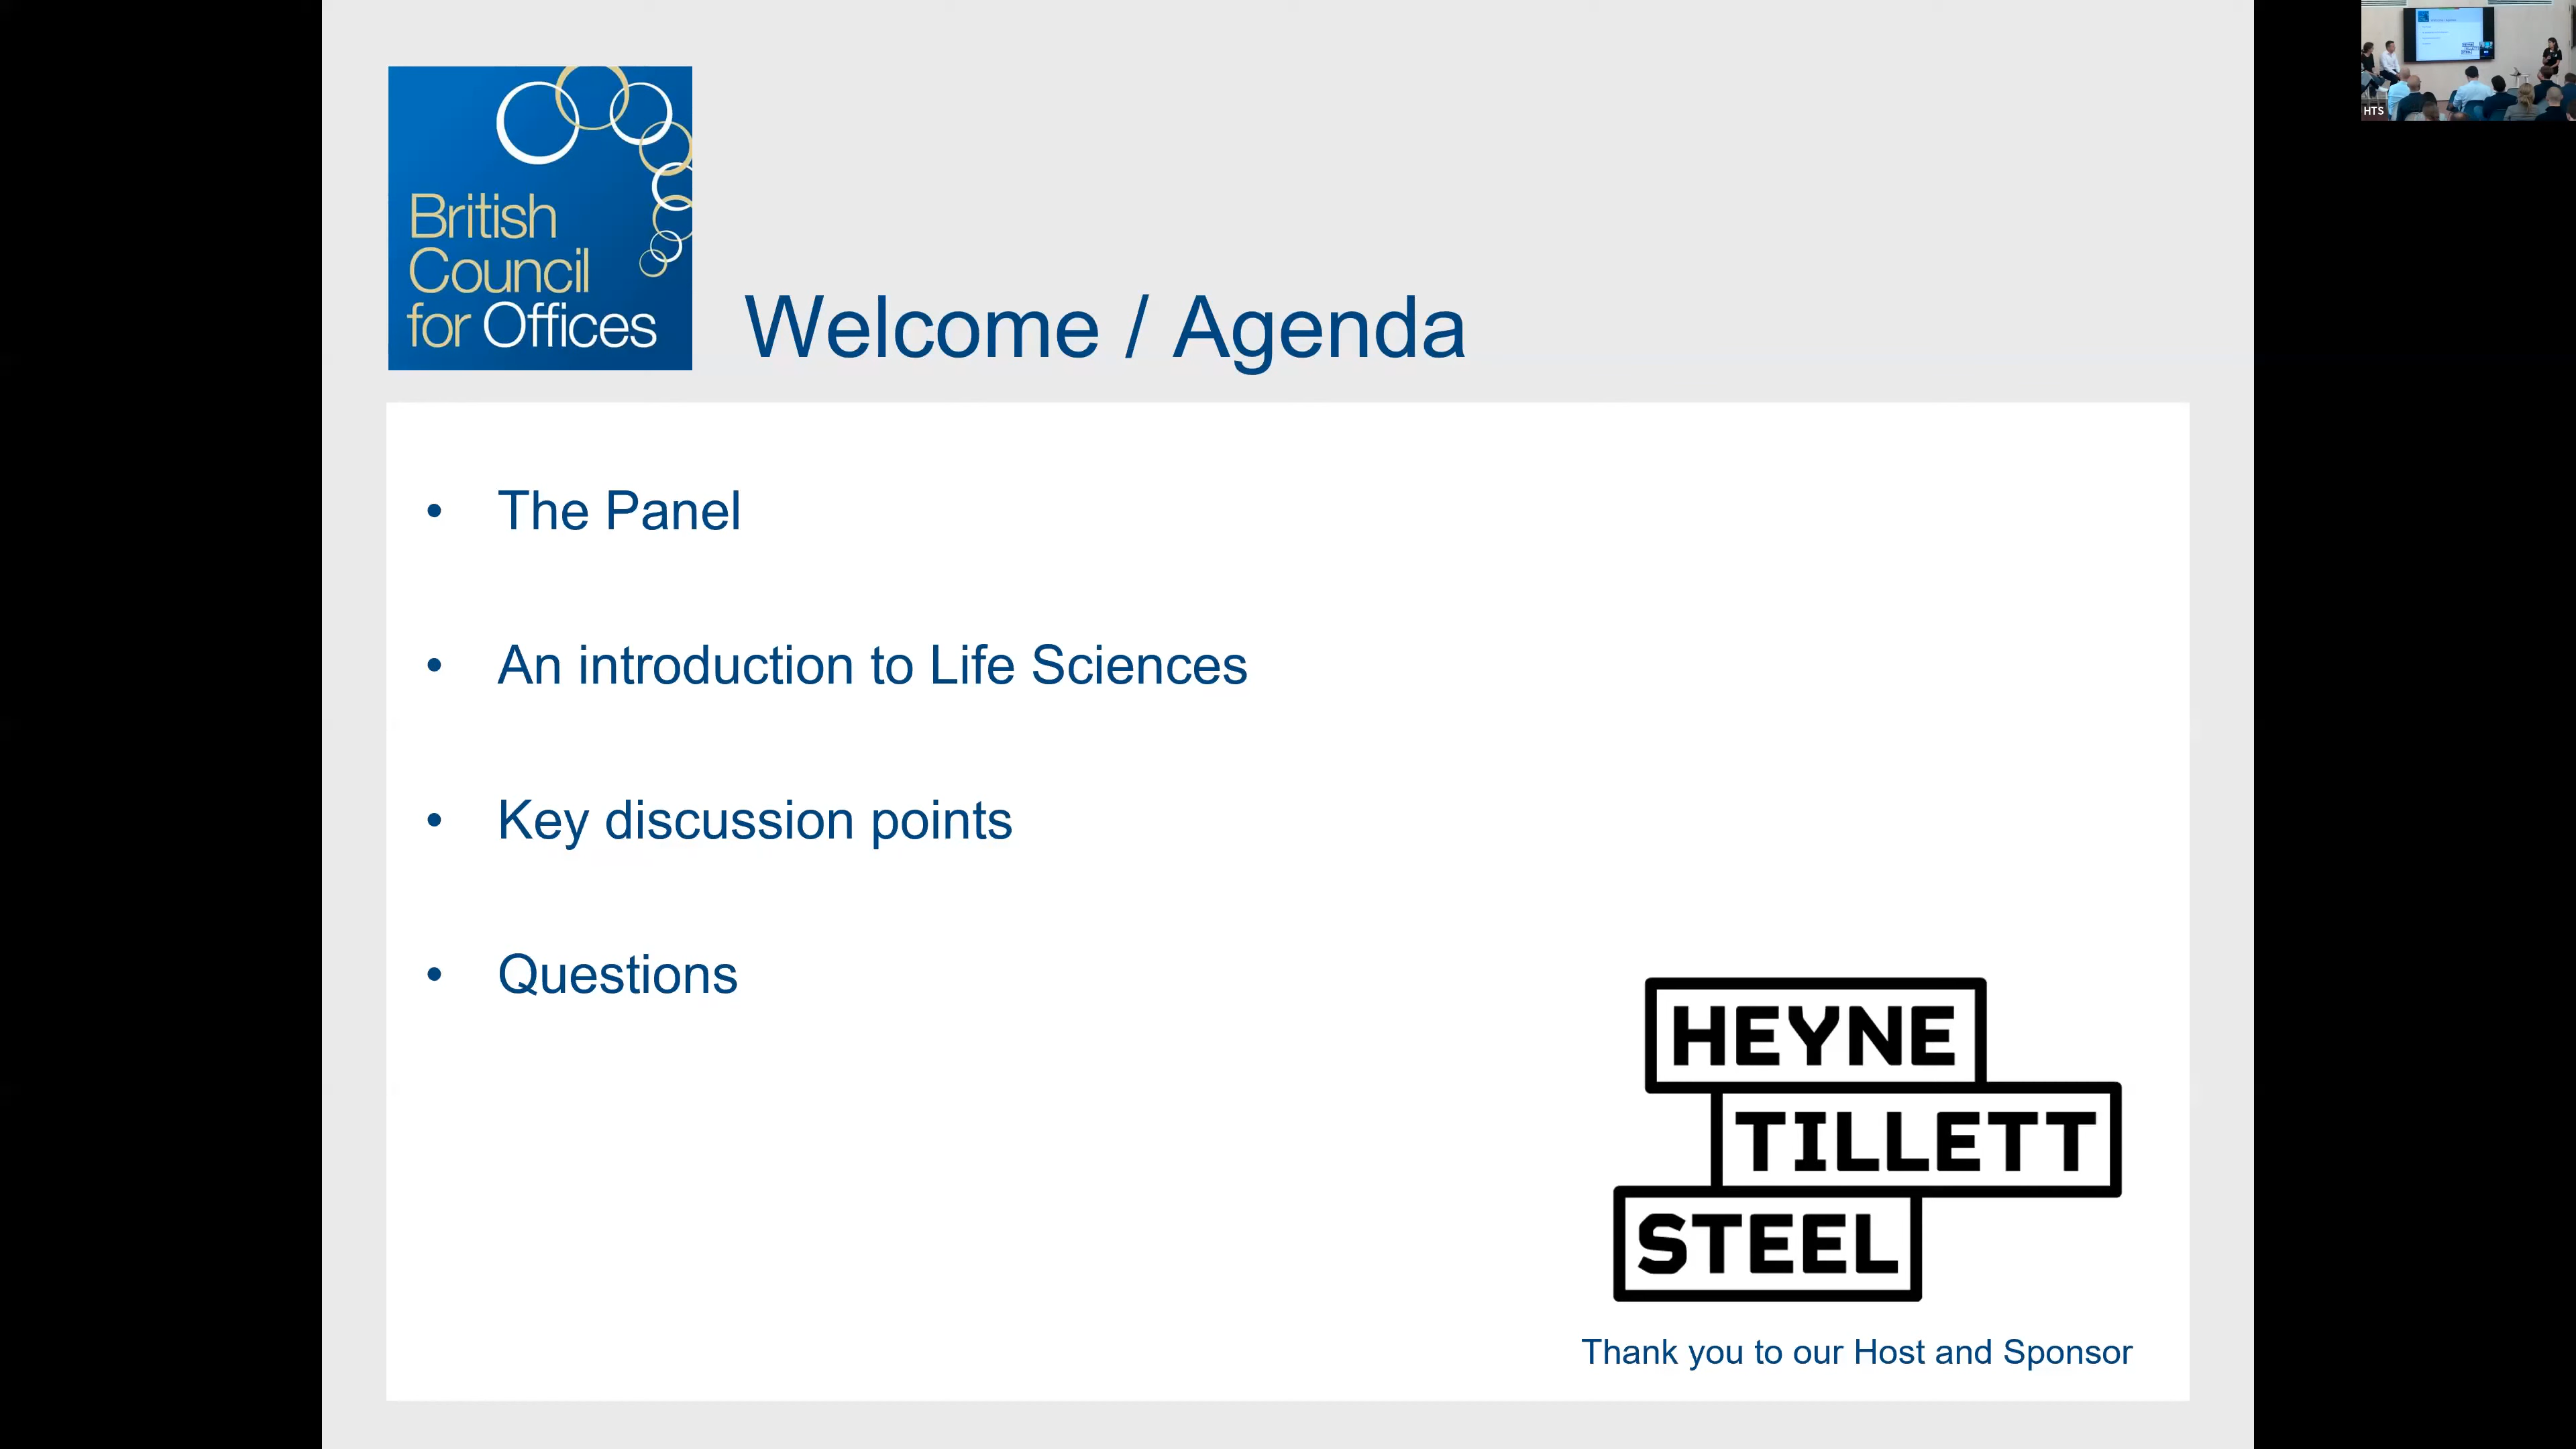 British
Council
for Offices
Welcome / Agenda
• The Panel
• An introduction to Life Sciences
• Key discussion points
• Questions
HEYNE
TILLETT
STEEL
Thank you to our Host and Sponsor
HTS